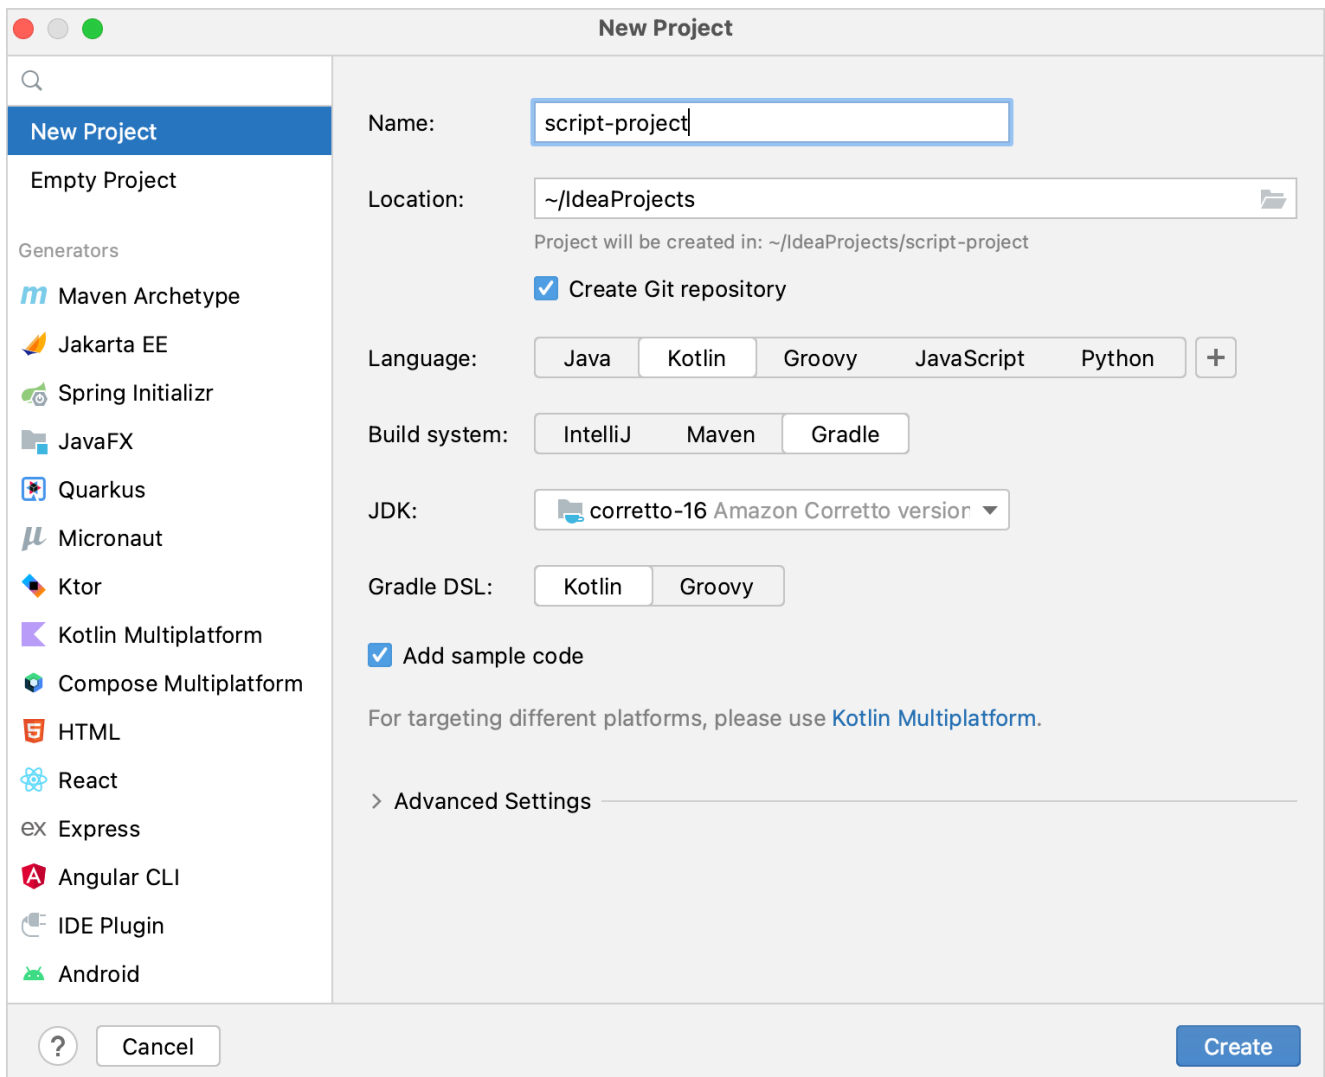 New Project
New Project
Empty Project
Generators
Maven Archetype
Jakarta EE
Spring Initializr
JavaFX
Quarkus
Micronaut
Ktor
Kotlin Multiplatform
Compose Multiplatform
HTML
React
ex Express
Angular CLI
IDE Plugin
Android
Name: script-project
Location: ~/IdeaProjects
Project will be created in: ~/IdeaProjects/script-project
Create Git repository
Language: Java Kotlin Groovy JavaScript Python +
Build system: IntelliJ Maven Gradle
JDK: corretto-16 Amazon Corretto version
Gradle DSL: Kotlin Groovy
Add sample code
For targeting different platforms, please use Kotlin Multiplatform.
Advanced Settings
? Cancel Create